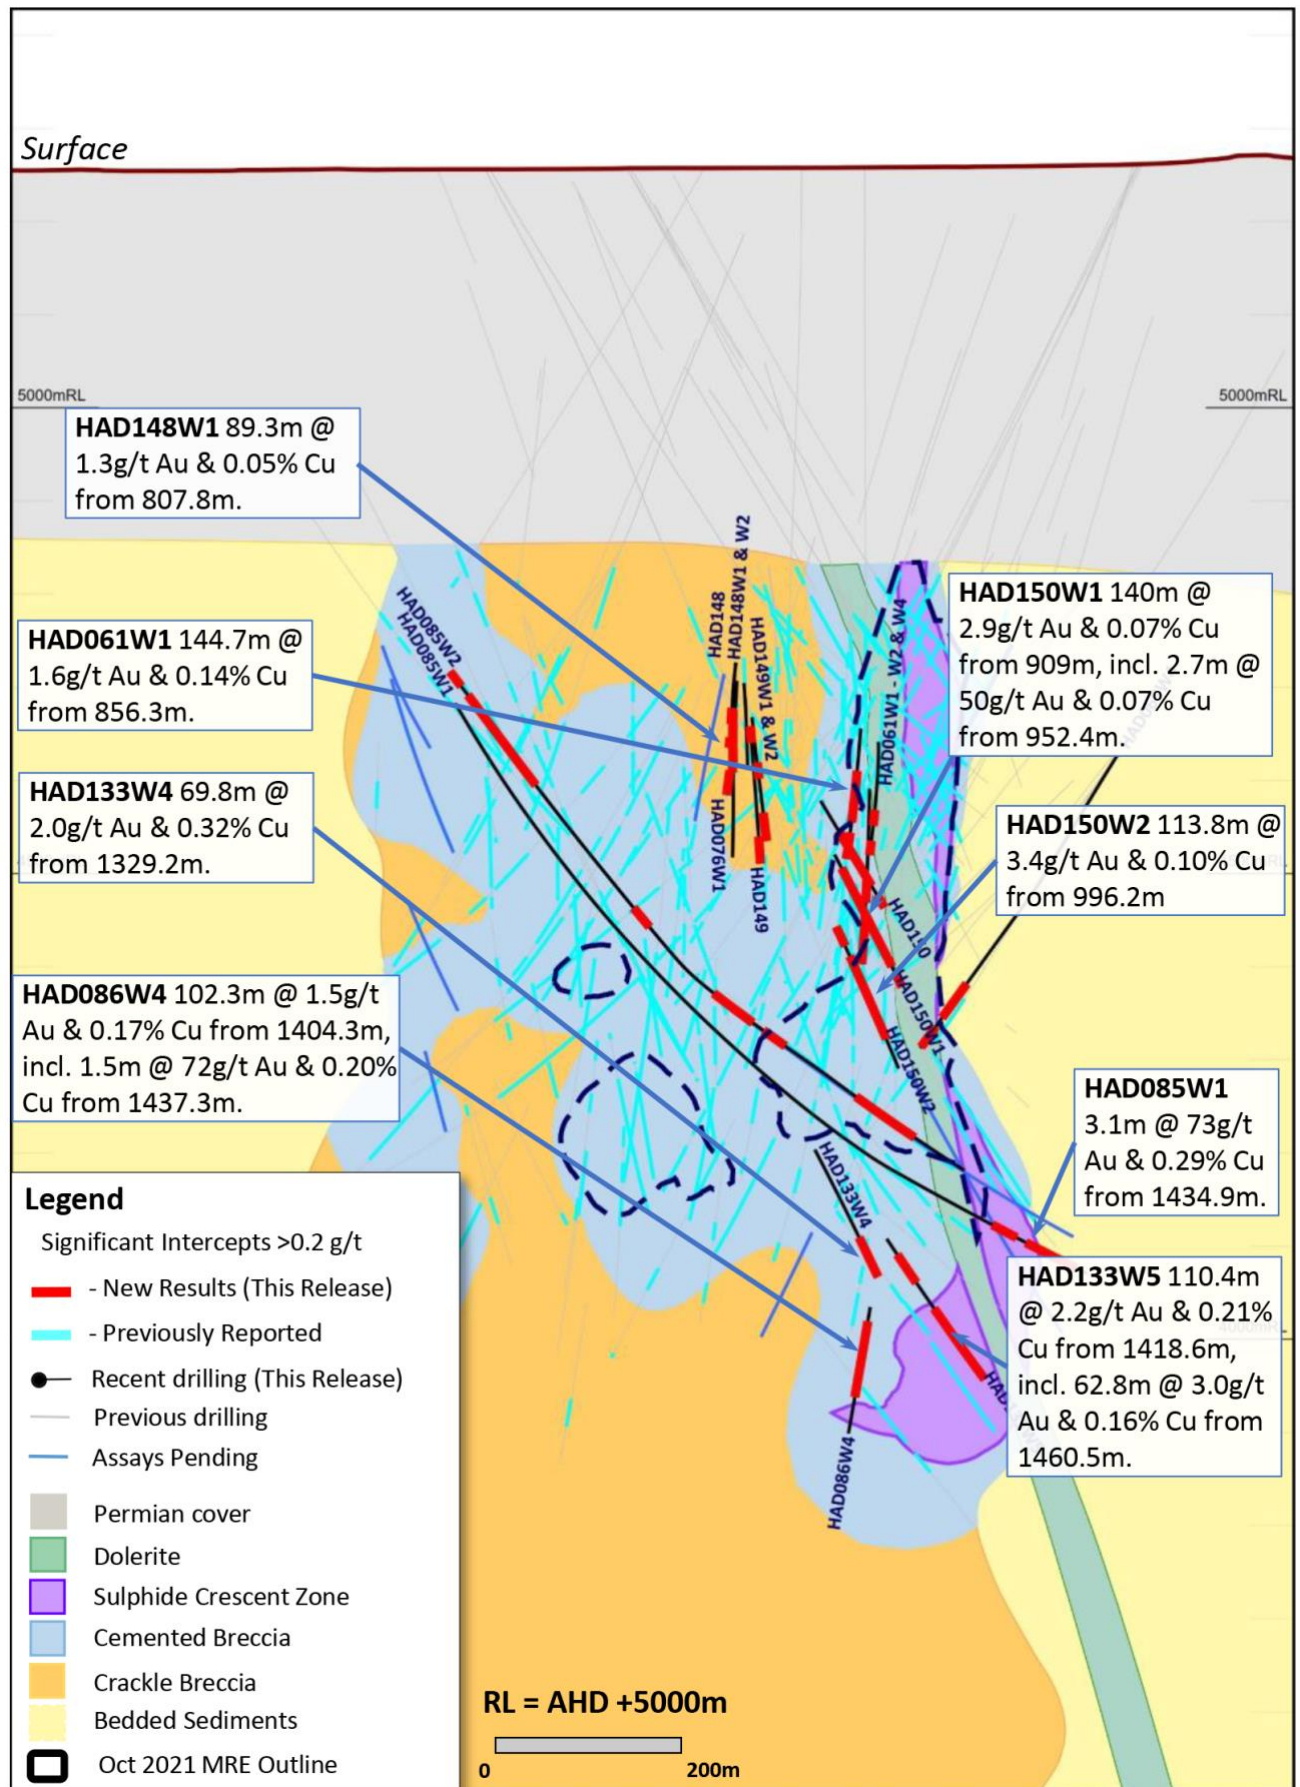 Surface
5000mRL
5000mRL
HAD148W1 89.3m @
1.3g/t Au & 0.05% Cu
from 807.8m.
HAD148
HAD148W1 & W2
HAD149W1 & W2
HAD076W1
HAD149
HAD085W2
HAD085W1
HAD061W1 - W2 & W4
HAD150W1 140m @
2.9g/t Au & 0.07% Cu
from 909m, incl. 2.7m @
50g/t Au & 0.07% Cu
from 952.4m.
HAD061W1 144.7m @
1.6g/t Au & 0.14% Cu
from 856.3m.
HAD133W4 69.8m @
2.0g/t Au & 0.32% Cu
from 1329.2m.
HAD150W2 113.8m @
3.4g/t Au & 0.10% Cu
from 996.2m
HAD150
HAD150W1
HAD150W2
HAD086W4 102.3m @ 1.5g/t
Au & 0.17% Cu from 1404.3m,
incl. 1.5m @ 72g/t Au & 0.20%
Cu from 1437.3m.
HAD085W1
3.1m @ 73g/t
Au & 0.29% Cu
from 1434.9m.
HAD133W4
HAD133W5 110.4m
@ 2.2g/t Au & 0.21%
Cu from 1418.6m,
incl. 62.8m @ 3.0g/t
Au & 0.16% Cu from
1460.5m.
HAD086W4
Legend
Significant Intercepts >0.2 g/t
- New Results (This Release)
- Previously Reported
Recent drilling (This Release)
Previous drilling
Assays Pending
Permian cover
Dolerite
Sulphide Crescent Zone
Cemented Breccia
Crackle Breccia
Bedded Sediments
Oct 2021 MRE Outline
RL = AHD +5000m
0 200m